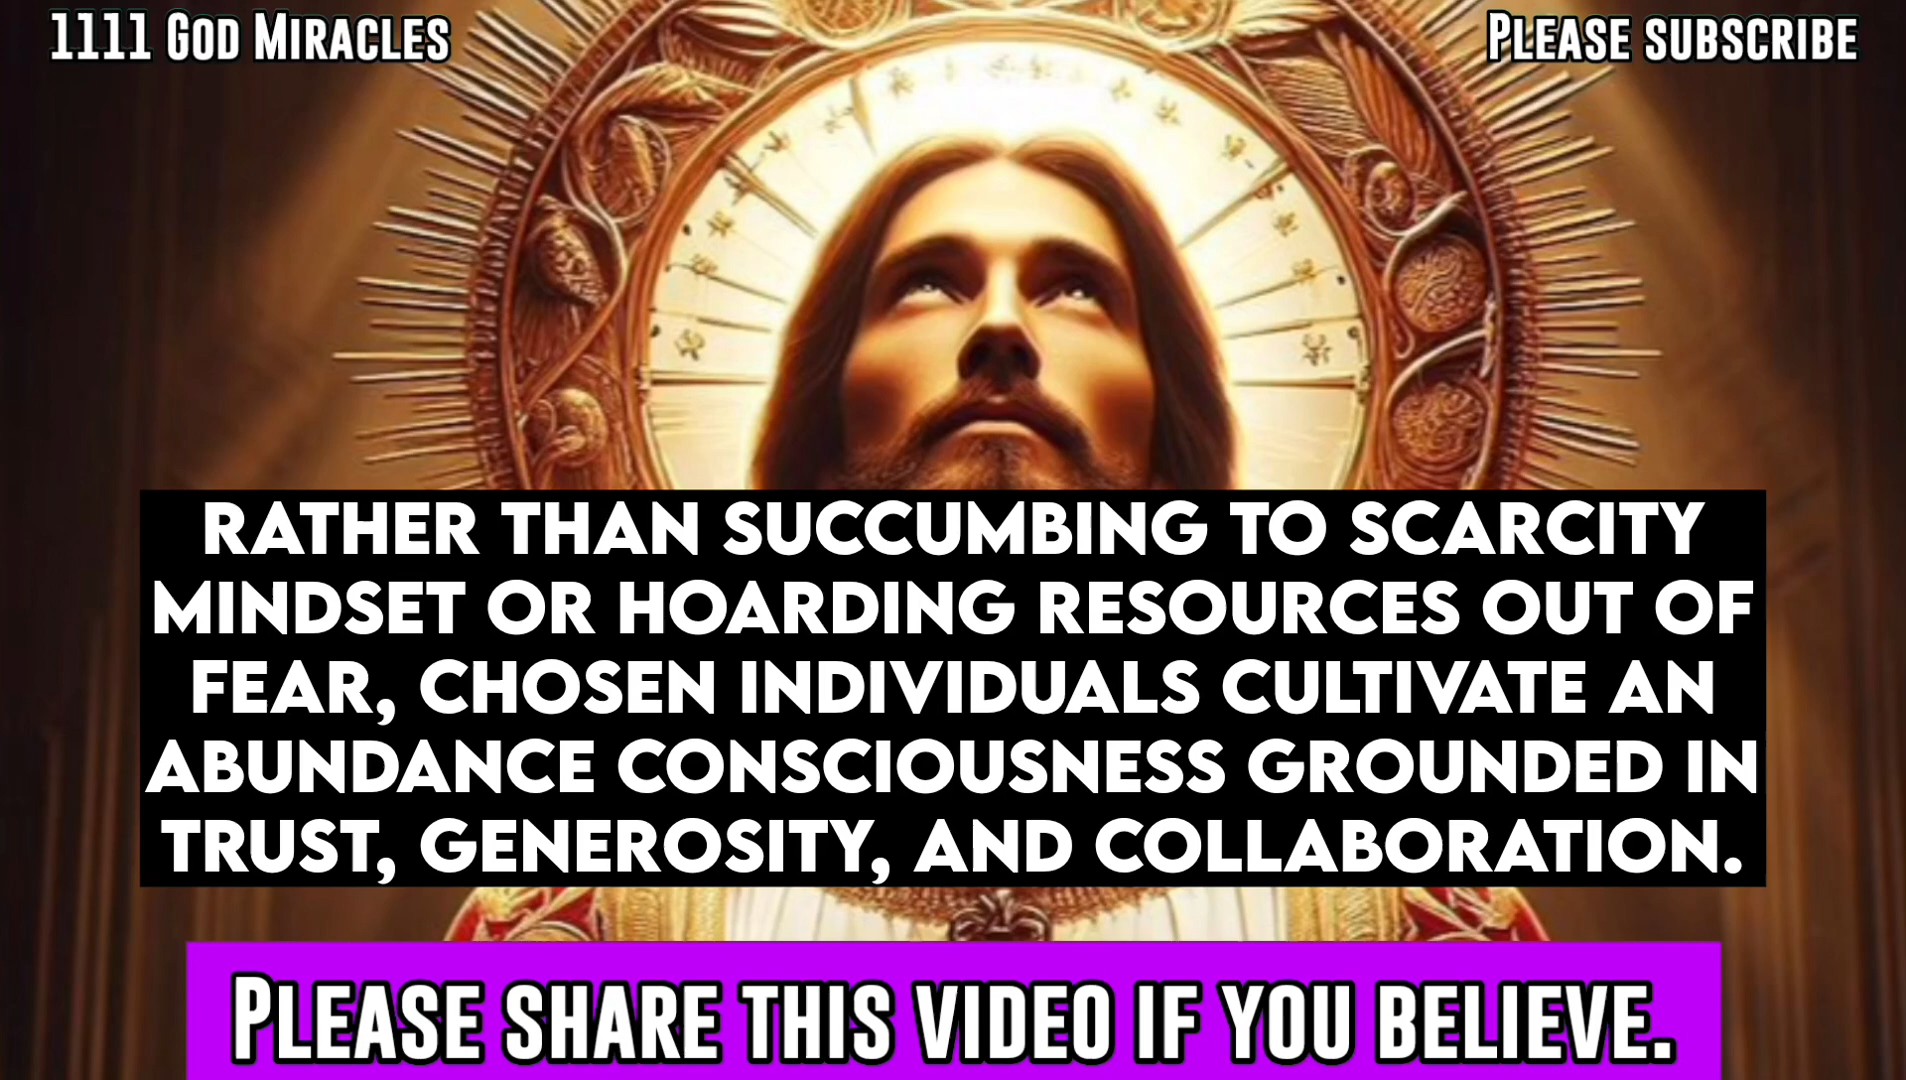 1111 God Miracles
Please subscribe
RATHER THAN SUCCUMBING TO SCARCITY
MINDSET OR HOARDING RESOURCES OUT OF
FEAR, CHOSEN INDIVIDUALS CULTIVATE AN
ABUNDANCE CONSCIOUSNESS GROUNDED IN
TRUST, GENEROSITY, AND COLLABORATION.
Please share this video if you believe.